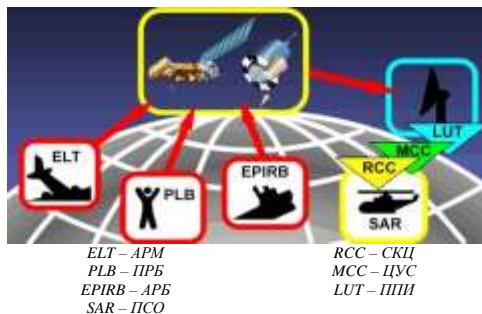 LUT
MCC
RCC
ELT
PLB
EPIRB
SAR
ELT – АРМ
PLB – ПРБ
EPIRB – АРБ
SAR – ПСО
RCC – СКЦ
MCC – ЦУС
LUT – ППИ